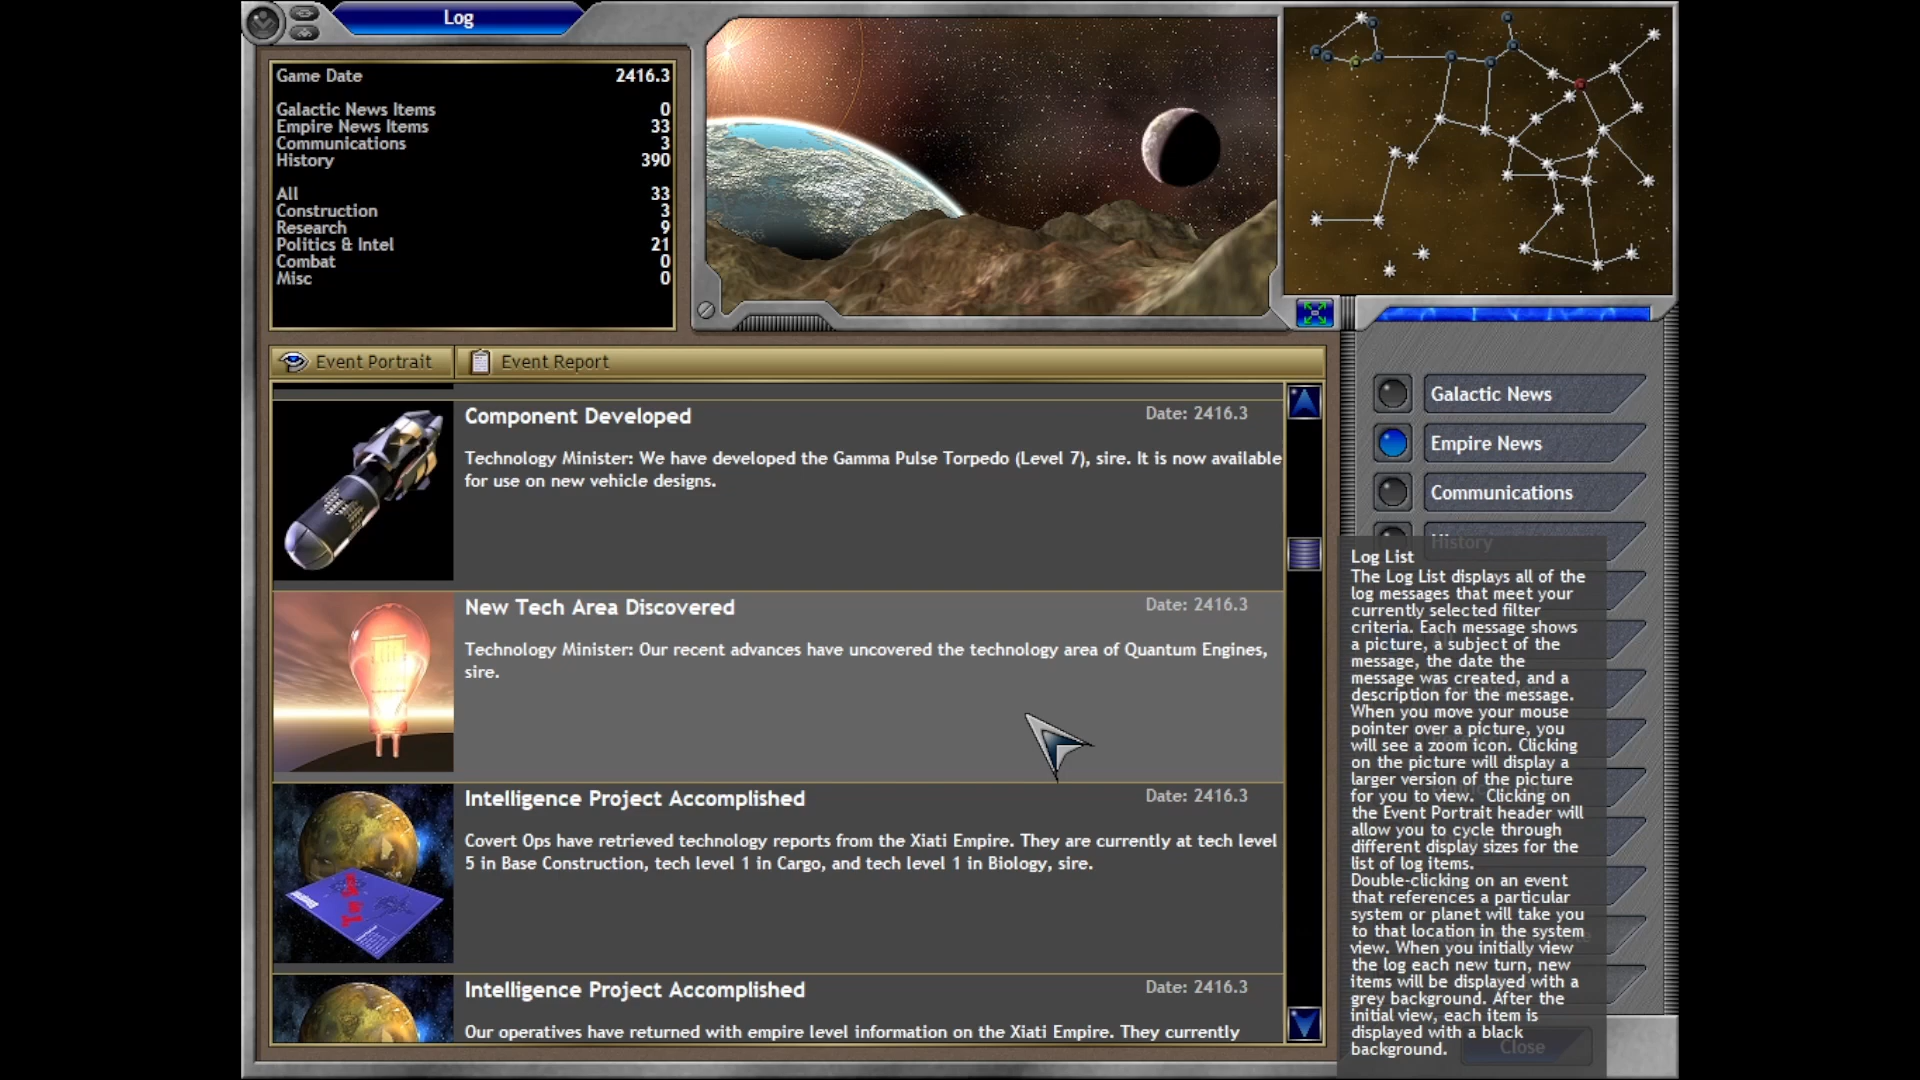 Log
Game Date 2416.3
Galactic News Items 0
Empire News Items 33
Communications 3
History 390
All 33
Construction 3
Research 9
Politics & Intel 21
Combat 0
Misc 0
Event Portrait
Event Report
Component Developed
Date: 2416.3
Technology Minister: We have developed the Gamma Pulse Torpedo (Level 7), sire. It is now available
for use on new vehicle designs.
New Tech Area Discovered
Date: 2416.3
Technology Minister: Our recent advances have uncovered the technology area of Quantum Engines,
sire.
Intelligence Project Accomplished
Date: 2416.3
Covert Ops have retrieved technology reports from the Xiati Empire. They are currently at tech level
5 in Base Construction, tech level 1 in Cargo, and tech level 1 in Biology, sire.
Intelligence Project Accomplished
Date: 2416.3
Our operatives have returned with empire level information on the Xiati Empire. They currently
Galactic News
Empire News
Communications
History
Log List
The Log List displays all of the
log messages that meet your
currently selected filter
criteria. Each message shows
a picture, a subject of the
message, the date the
message was created, and a
description for the message.
When you move your mouse
pointer over a picture, you
will see a zoom icon. Clicking
on the picture will display a
larger version of the picture
for you to view. Clicking on
the Event Portrait header will
allow you to cycle through
different display sizes for the
list of log items.
Double-clicking on an event
that references a particular
system or planet will take you
to that location in the system
view. When you initially view
the log each new turn, new
items will be displayed with a
grey background. After the
initial view, each item is
displayed with a black
background.
Close